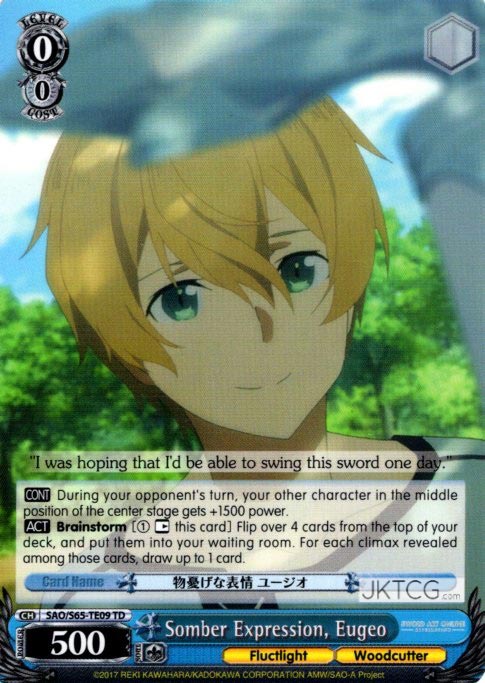 LEVEL
0
0
COST
"I was hoping that I'd be able to swing this sword one day."
CONT During your opponent's turn, your other character in the middle
position of the center stage gets +1500 power.
ACT Brainstorm [① this card] Flip over 4 cards from the top of your
deck, and put them into your waiting room. For each climax revealed
among those cards, draw up to 1 card.
Card Name 物憂げな表情 ユージオ
JKTCG.com
CH SAO/S65-TE09 TD
POWER 500 Somber Expression, Eugeo
Fluctlight Woodcutter
©2017 REKI KAWAHARA/KADOKAWA CORPORATION AMW/SAO-A Project